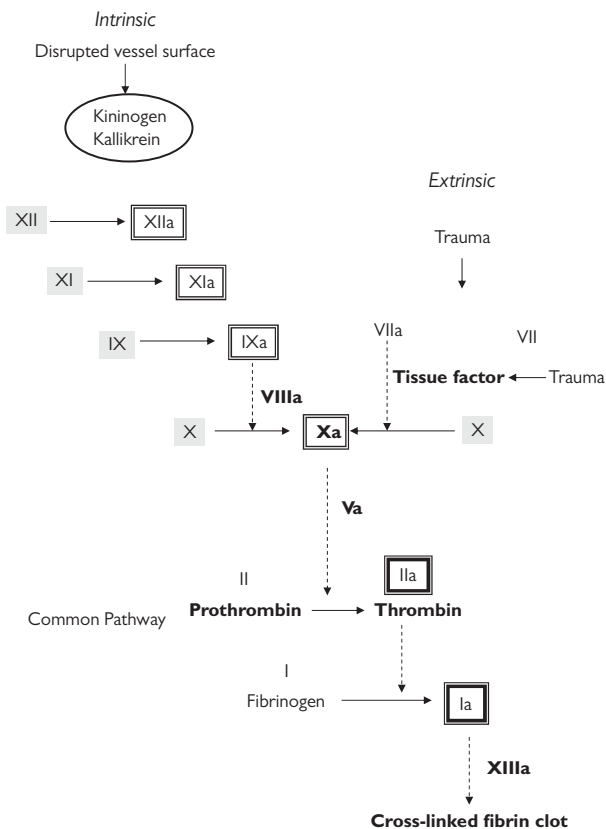 Intrinsic
Disrupted vessel surface
Kininogen
Kallikrein
Extrinsic
XII
XIIa
Trauma
XI
XIa
IX
IXa
VIIa
VII
Tissue factor
Trauma
VIIIa
X
Xa
X
Va
II
IIa
Common Pathway
Prothrombin
Thrombin
I
Fibrinogen
Ia
XIIIa
Cross-linked fibrin clot